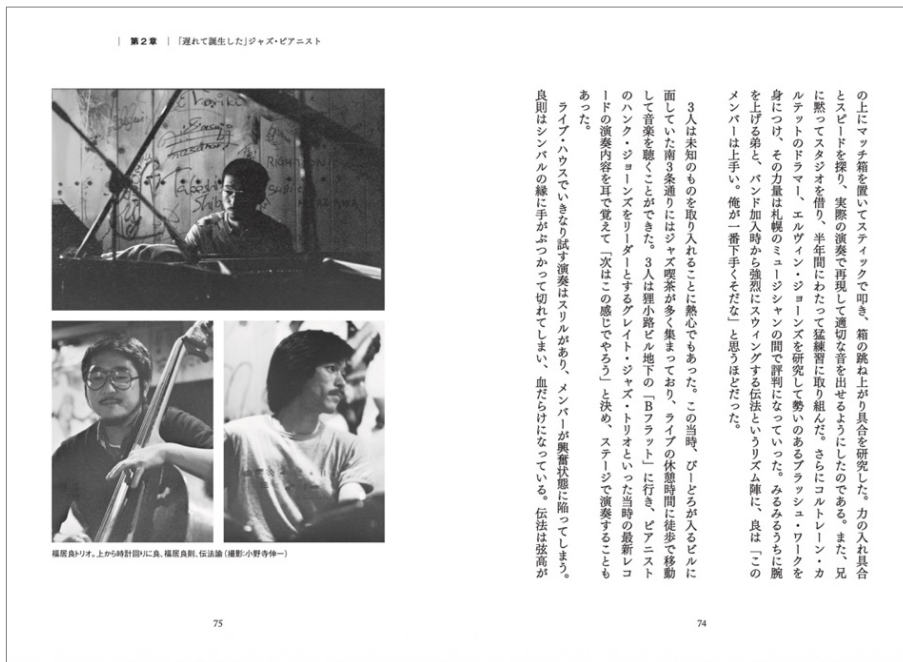 の上にマッチ箱を置いてスティックで叩き、箱の跳ね上がり具合を研究した。力の入れ具合
とスピードを探り、実際の演奏で再現して適切な音を出せるようにしたのである。また、兄
に黙ってスタジオを借り、半年間にわたって猛練習に取り組んだ。さらにコルトレーン・カ
ルテットのドラマー、エルヴィン・ジョーンズを研究して勢いのあるブラッシュ・ワークを
身につけ、その力量は札幌のミュージシャンの間で評判になっていった。みるみるうちに腕
を上げる弟と、バンド加入時から強烈にスウィングする伝法というリズム陣に、良は「この
メンバーは上手い。俺が一番下手くそだな」と思うほどだった。
3人は未知のものを取り入れることに熱心でもあった。この当時、びーどろが入るビルに
面していた南3条通りにはジャズ喫茶が多く集まっており、ライブの休憩時間に徒歩で移動
して音楽を聴くことができた。3人は狸小路ビル地下の「Bフラット」に行き、ピアニスト
のハンク・ジョーンズをリーダーとするグレイト・ジャズ・トリオといった当時の最新レコ
ードの演奏内容を耳で覚えて「次はこの感じでやろう」と決め、ステージで演奏することも
あった。
ライブ・ハウスでいきなり試す演奏はスリルがあり、メンバーが興奮状態に陥ってしまう。
良則はシンバルの縁に手がぶつかって切れてしまい、血だらけになっている。伝法は弦高が
74
第2章 「遅れて誕生した」ジャズ・ピアニスト
福居良トリオ。上から時計回りに良、福居良則、伝法諭（撮影：小野寺伸一）
75